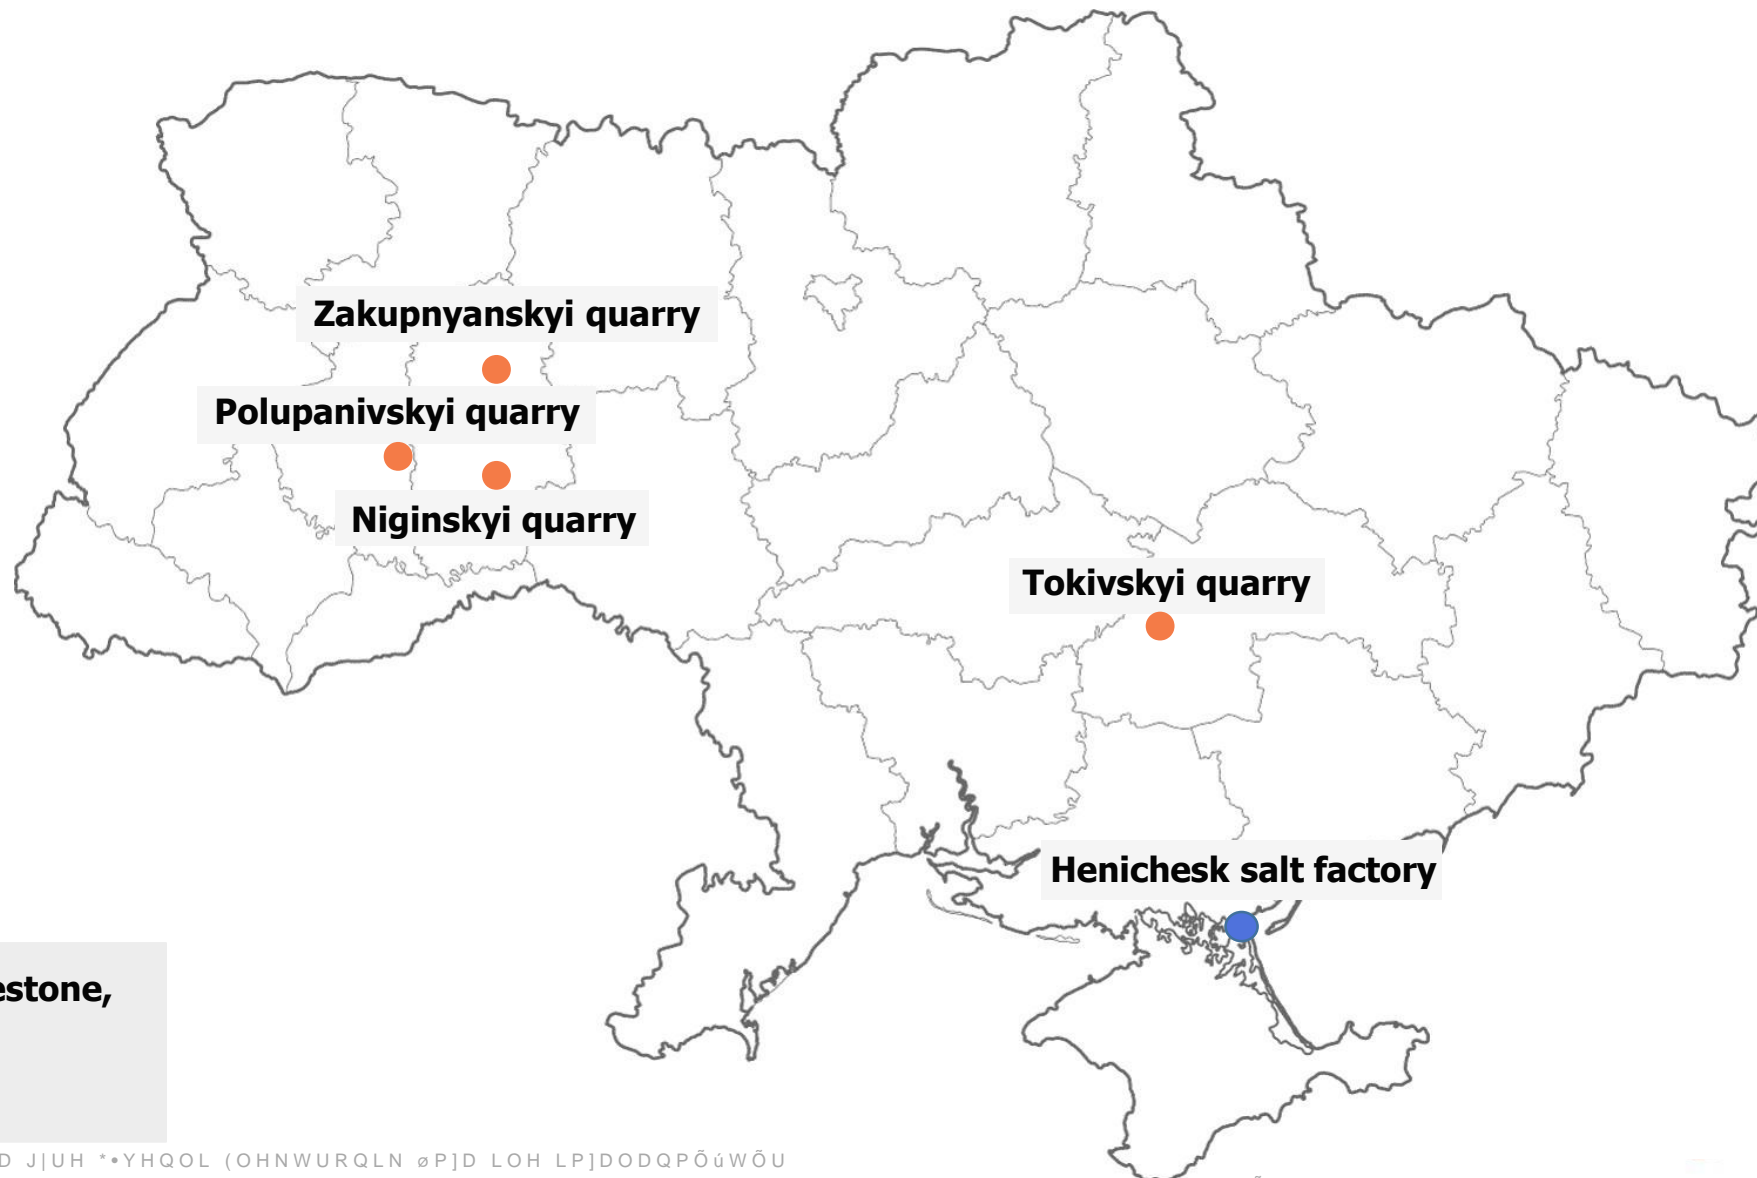 Zakupnyanskyi quarry
Polupanivskyi quarry
Niginskyi quarry
Tokivskyi quarry
Henichesk salt factory
estone,